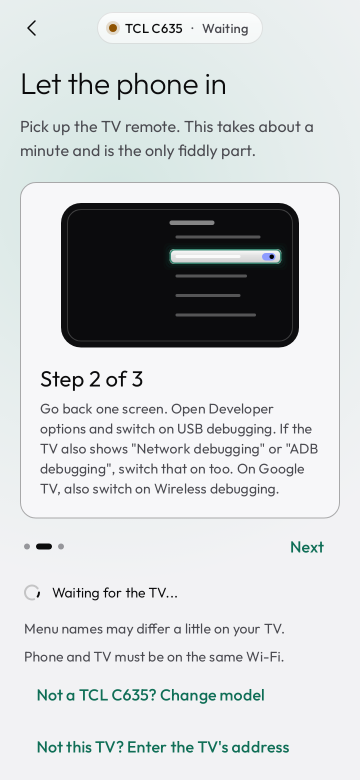 TCL C635 · Waiting
Let the phone in
Pick up the TV remote. This takes about a
minute and is the only fiddly part.
Step 2 of 3
Go back one screen. Open Developer
options and switch on USB debugging. If the
TV also shows "Network debugging" or "ADB
debugging", switch that on too. On Google
TV, also switch on Wireless debugging.
Next
Waiting for the TV...
Menu names may differ a little on your TV.
Phone and TV must be on the same Wi-Fi.
Not a TCL C635? Change model
Not this TV? Enter the TV's address